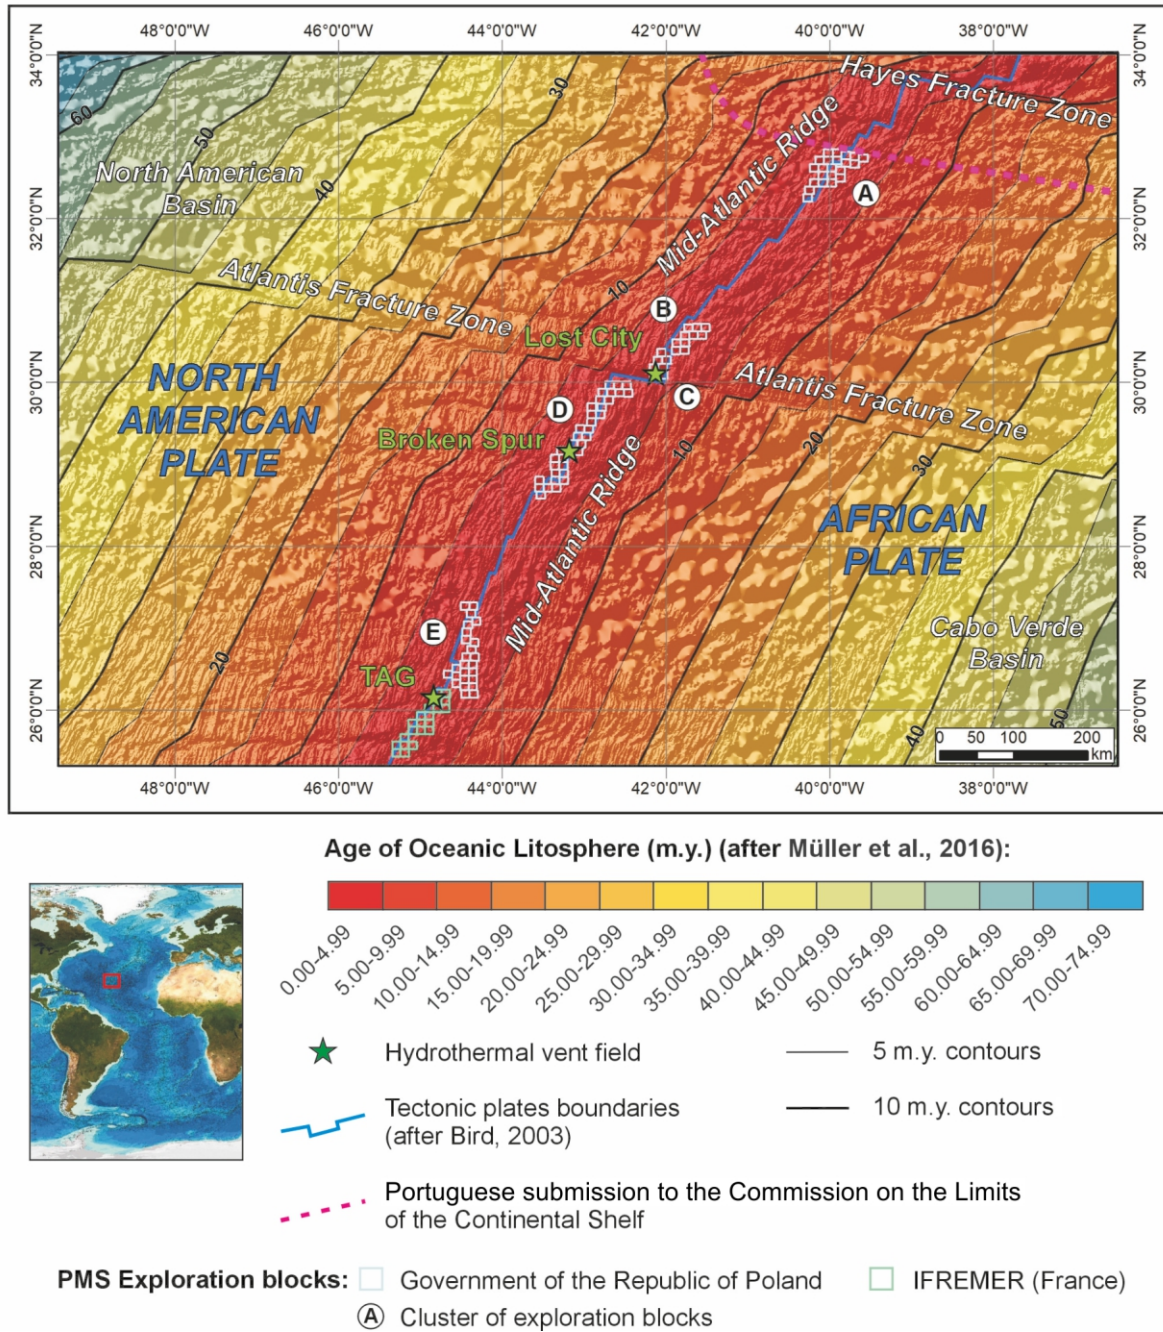 48°0'0"W 46°0'0"W 44°0'0"W 42°0'0"W 40°0'0"W 38°0'0"W
34°0'0"N
34°0'0"N
Hayes Fracture Zone
60
50
30
40
North American
Basin
Mid-Atlantic Ridge
A
32°0'0"N
32°0'0"N
Atlantis Fracture Zone
10
B
Lost City
30°0'0"N
30°0'0"N
NORTH
AMERICAN
PLATE
D
C
Atlantis Fracture Zone
Broken Spur
10
20
30
Mid-Atlantic Ridge
AFRICAN
PLATE
28°0'0"N
28°0'0"N
E
TAG
20
Cabo Verde
Basin
26°0'0"N
26°0'0"N
40
50
0 50 100 200
km
48°0'0"W 46°0'0"W 44°0'0"W 42°0'0"W 40°0'0"W 38°0'0"W
Age of Oceanic Litosphere (m.y.) (after Müller et al., 2016):
0.00-4.99
5.00-9.99
10.00-14.99
15.00-19.99
20.00-24.99
25.00-29.99
30.00-34.99
35.00-39.99
40.00-44.99
45.00-49.99
50.00-54.99
55.00-59.99
60.00-64.99
65.00-69.99
70.00-74.99
Hydrothermal vent field
5 m.y. contours
Tectonic plates boundaries
(after Bird, 2003)
10 m.y. contours
Portuguese submission to the Commission on the Limits
of the Continental Shelf
PMS Exploration blocks: Government of the Republic of Poland IFREMER (France)
A Cluster of exploration blocks